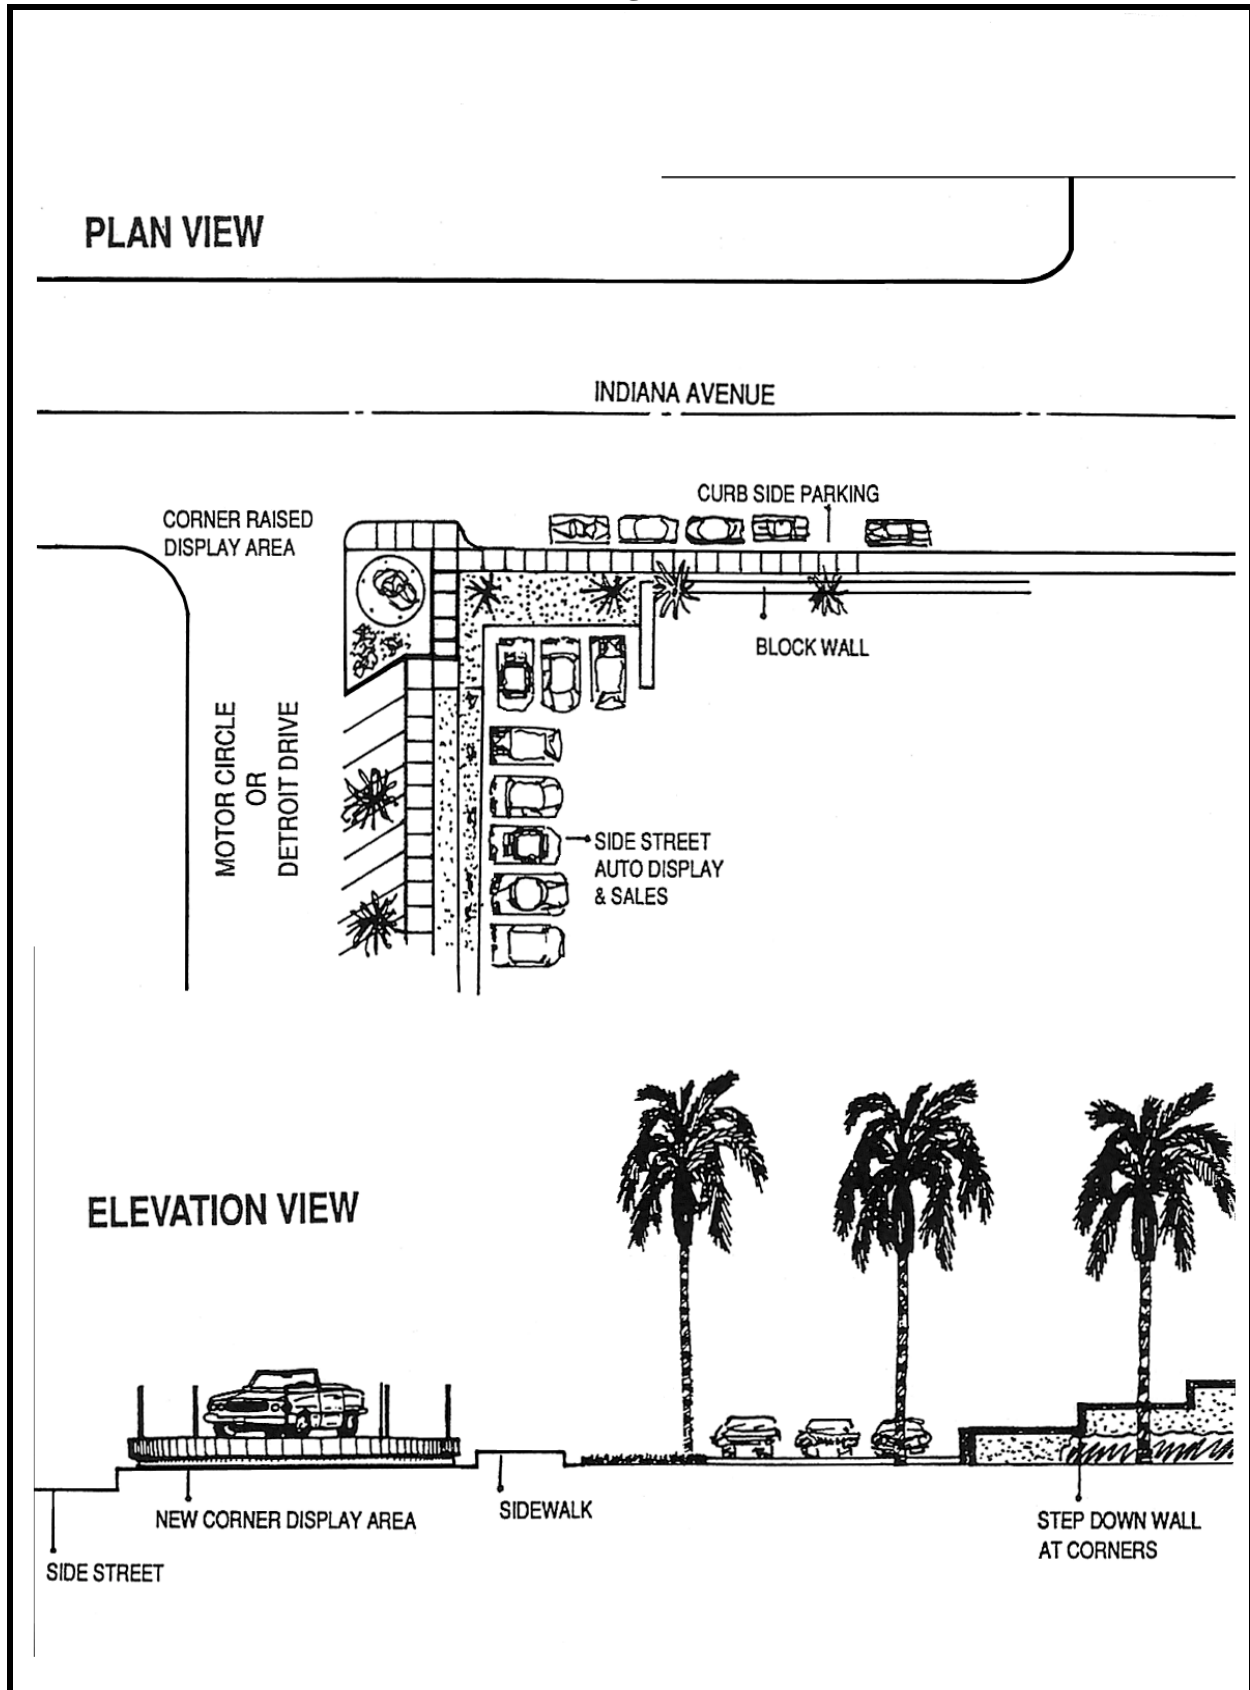 PLAN VIEW
INDIANA AVENUE
CURB SIDE PARKING
CORNER RAISED
DISPLAY AREA
BLOCK WALL
MOTOR CIRCLE
OR
DETROIT DRIVE
SIDE STREET
AUTO DISPLAY
& SALES
ELEVATION VIEW
NEW CORNER DISPLAY AREA
SIDEWALK
STEP DOWN WALL
AT CORNERS
SIDE STREET